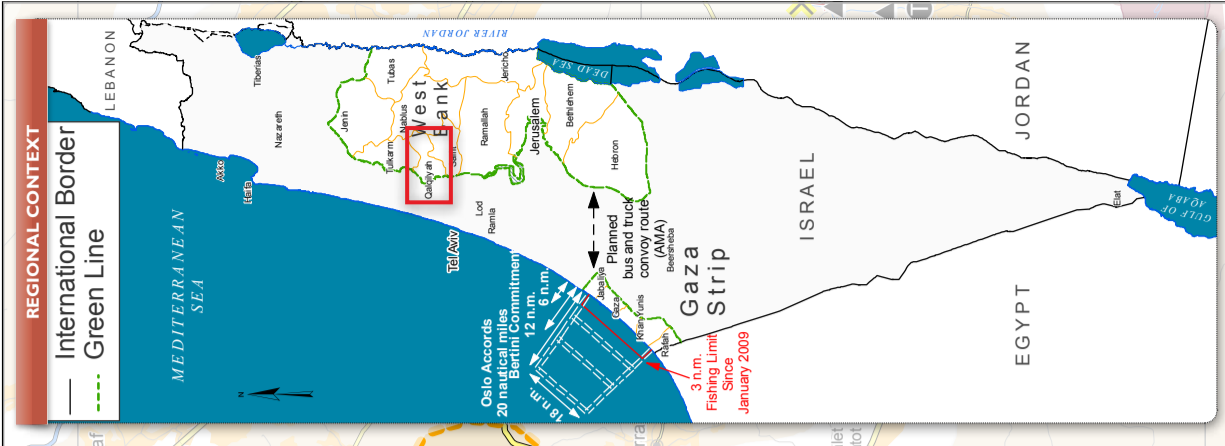 REGIONAL CONTEXT
International Border
Green Line
LEBANON
MEDITERRANEAN
SEA
RIVER JORDAN
DEAD SEA
Tiberias
Nazareth
Akko
Haifa
Jenin
Tubas
Tulkarm
Nablus
West
Bank
Qalqilyah
Salfit
Ramallah
Jericho
Jerusalem
Bethlehem
Hebron
Tel Aviv
Lod
Ramla
Planned
bus and truck
convoy route
(AMA)
Beersheba
Gaza
Strip
Jabaliya
Gaza
Khan Yunis
Rafah
Oslo Accords
20 nautical miles
Bertini Commitment
12 n.m.
6 n.m.
18 n.m
3 n.m.
Fishing Limit
Since
January 2009
ISRAEL
JORDAN
EGYPT
Elat
GULF OF
AQABA
N